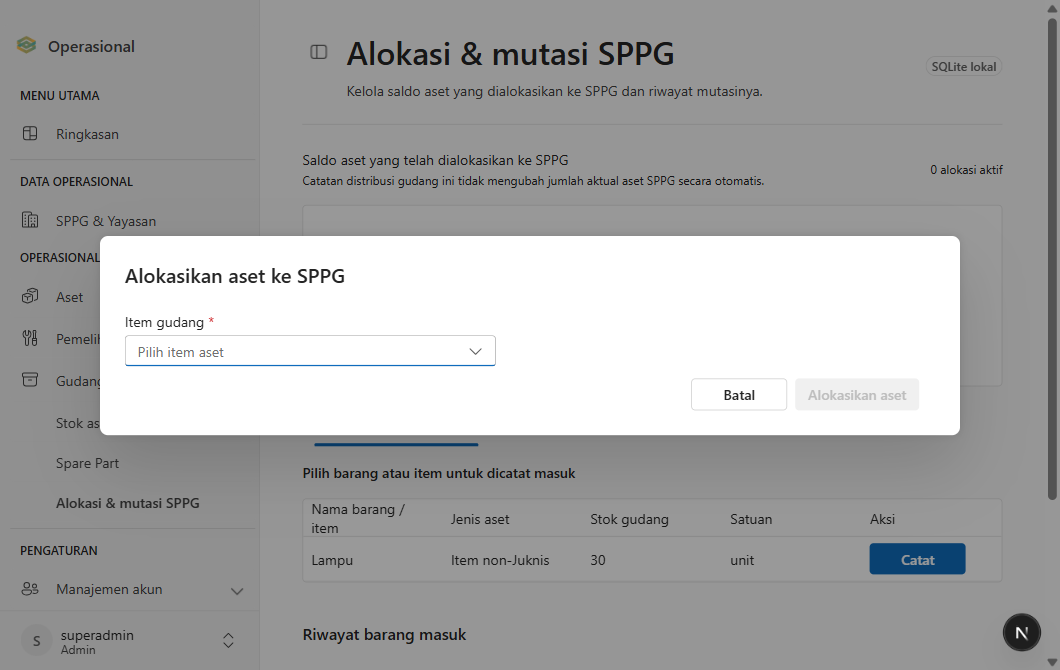 Operasional
MENU UTAMA
Ringkasan
DATA OPERASIONAL
SPPG & Yayasan
OPERASIONAL
Aset
Gudang
Spare Part
Alokasi & mutasi SPPG
PENGATURAN
Manajemen akun
S
superadmin
Admin
Alokasi & mutasi SPPG
Kelola saldo aset yang dialokasikan ke SPPG dan riwayat mutasinya.
SQLite lokal
Saldo aset yang telah dialokasikan ke SPPG
Catatan distribusi gudang ini tidak mengubah jumlah aktual aset SPPG secara otomatis.
0 alokasi aktif
Alokasikan aset ke SPPG
Item gudang *
Pilih item aset
Batal
Alokasikan aset
Pilih barang atau item untuk dicatat masuk
Nama barang / item
Jenis aset
Stok gudang
Satuan
Aksi
Lampu
Item non-Juknis
30
unit
Catat
Riwayat barang masuk
N